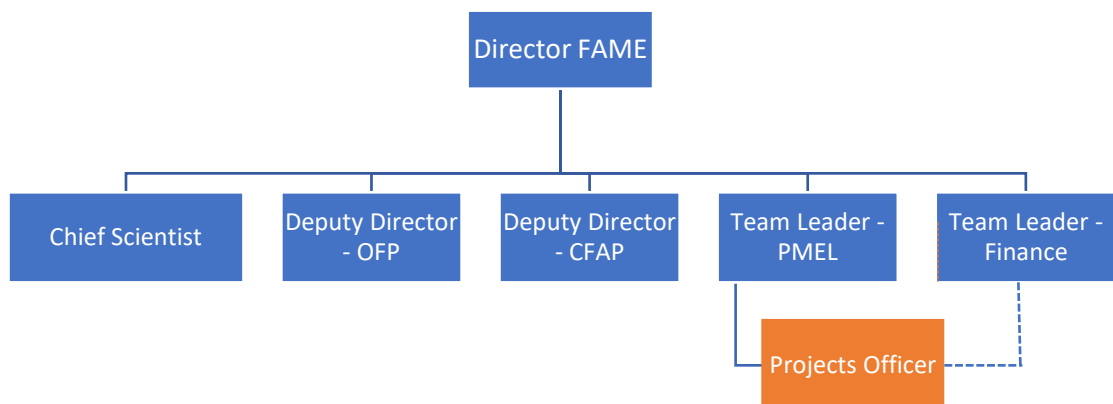 Director FAME
Chief Scientist
Deputy Director
- OFP
Deputy Director
- CFAP
Team Leader -
PMEL
Team Leader -
Finance
Projects Officer